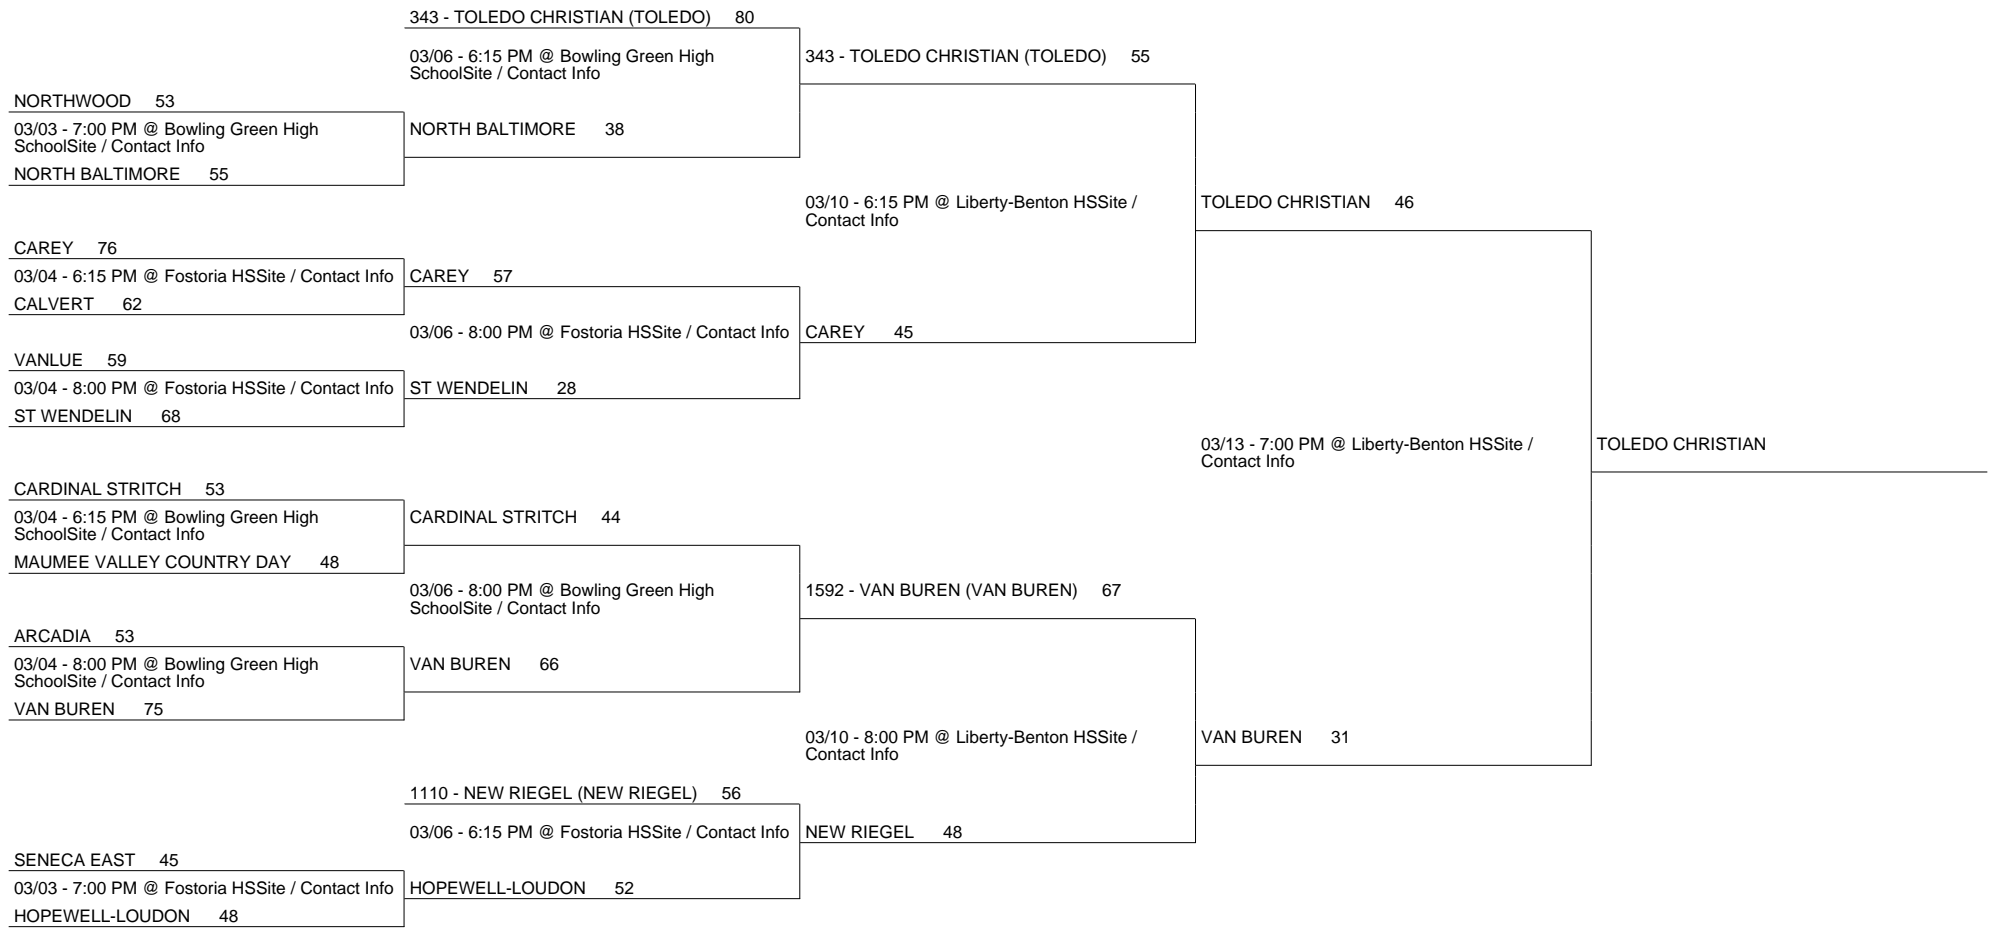 343 - TOLEDO CHRISTIAN (TOLEDO) 80
03/06 - 6:15 PM @ Bowling Green High
SchoolSite / Contact Info
343 - TOLEDO CHRISTIAN (TOLEDO) 55
NORTHWOOD 53
03/03 - 7:00 PM @ Bowling Green High
SchoolSite / Contact Info
NORTH BALTIMORE 38
NORTH BALTIMORE 55
03/10 - 6:15 PM @ Liberty-Benton HSSite /
Contact Info
TOLEDO CHRISTIAN 46
CAREY 76
03/04 - 6:15 PM @ Fostoria HSSite / Contact Info
CAREY 57
CALVERT 62
03/06 - 8:00 PM @ Fostoria HSSite / Contact Info
CAREY 45
VANLUE 59
03/04 - 8:00 PM @ Fostoria HSSite / Contact Info
ST WENDELIN 28
ST WENDELIN 68
03/13 - 7:00 PM @ Liberty-Benton HSSite /
Contact Info
TOLEDO CHRISTIAN
CARDINAL STRITCH 53
03/04 - 6:15 PM @ Bowling Green High
SchoolSite / Contact Info
CARDINAL STRITCH 44
MAUMEE VALLEY COUNTRY DAY 48
03/06 - 8:00 PM @ Bowling Green High
SchoolSite / Contact Info
1592 - VAN BUREN (VAN BUREN) 67
ARCADIA 53
03/04 - 8:00 PM @ Bowling Green High
SchoolSite / Contact Info
VAN BUREN 66
VAN BUREN 75
03/10 - 8:00 PM @ Liberty-Benton HSSite /
Contact Info
VAN BUREN 31
1110 - NEW RIEGEL (NEW RIEGEL) 56
03/06 - 6:15 PM @ Fostoria HSSite / Contact Info
NEW RIEGEL 48
SENECA EAST 45
03/03 - 7:00 PM @ Fostoria HSSite / Contact Info
HOPEWELL-LOUDON 52
HOPEWELL-LOUDON 48